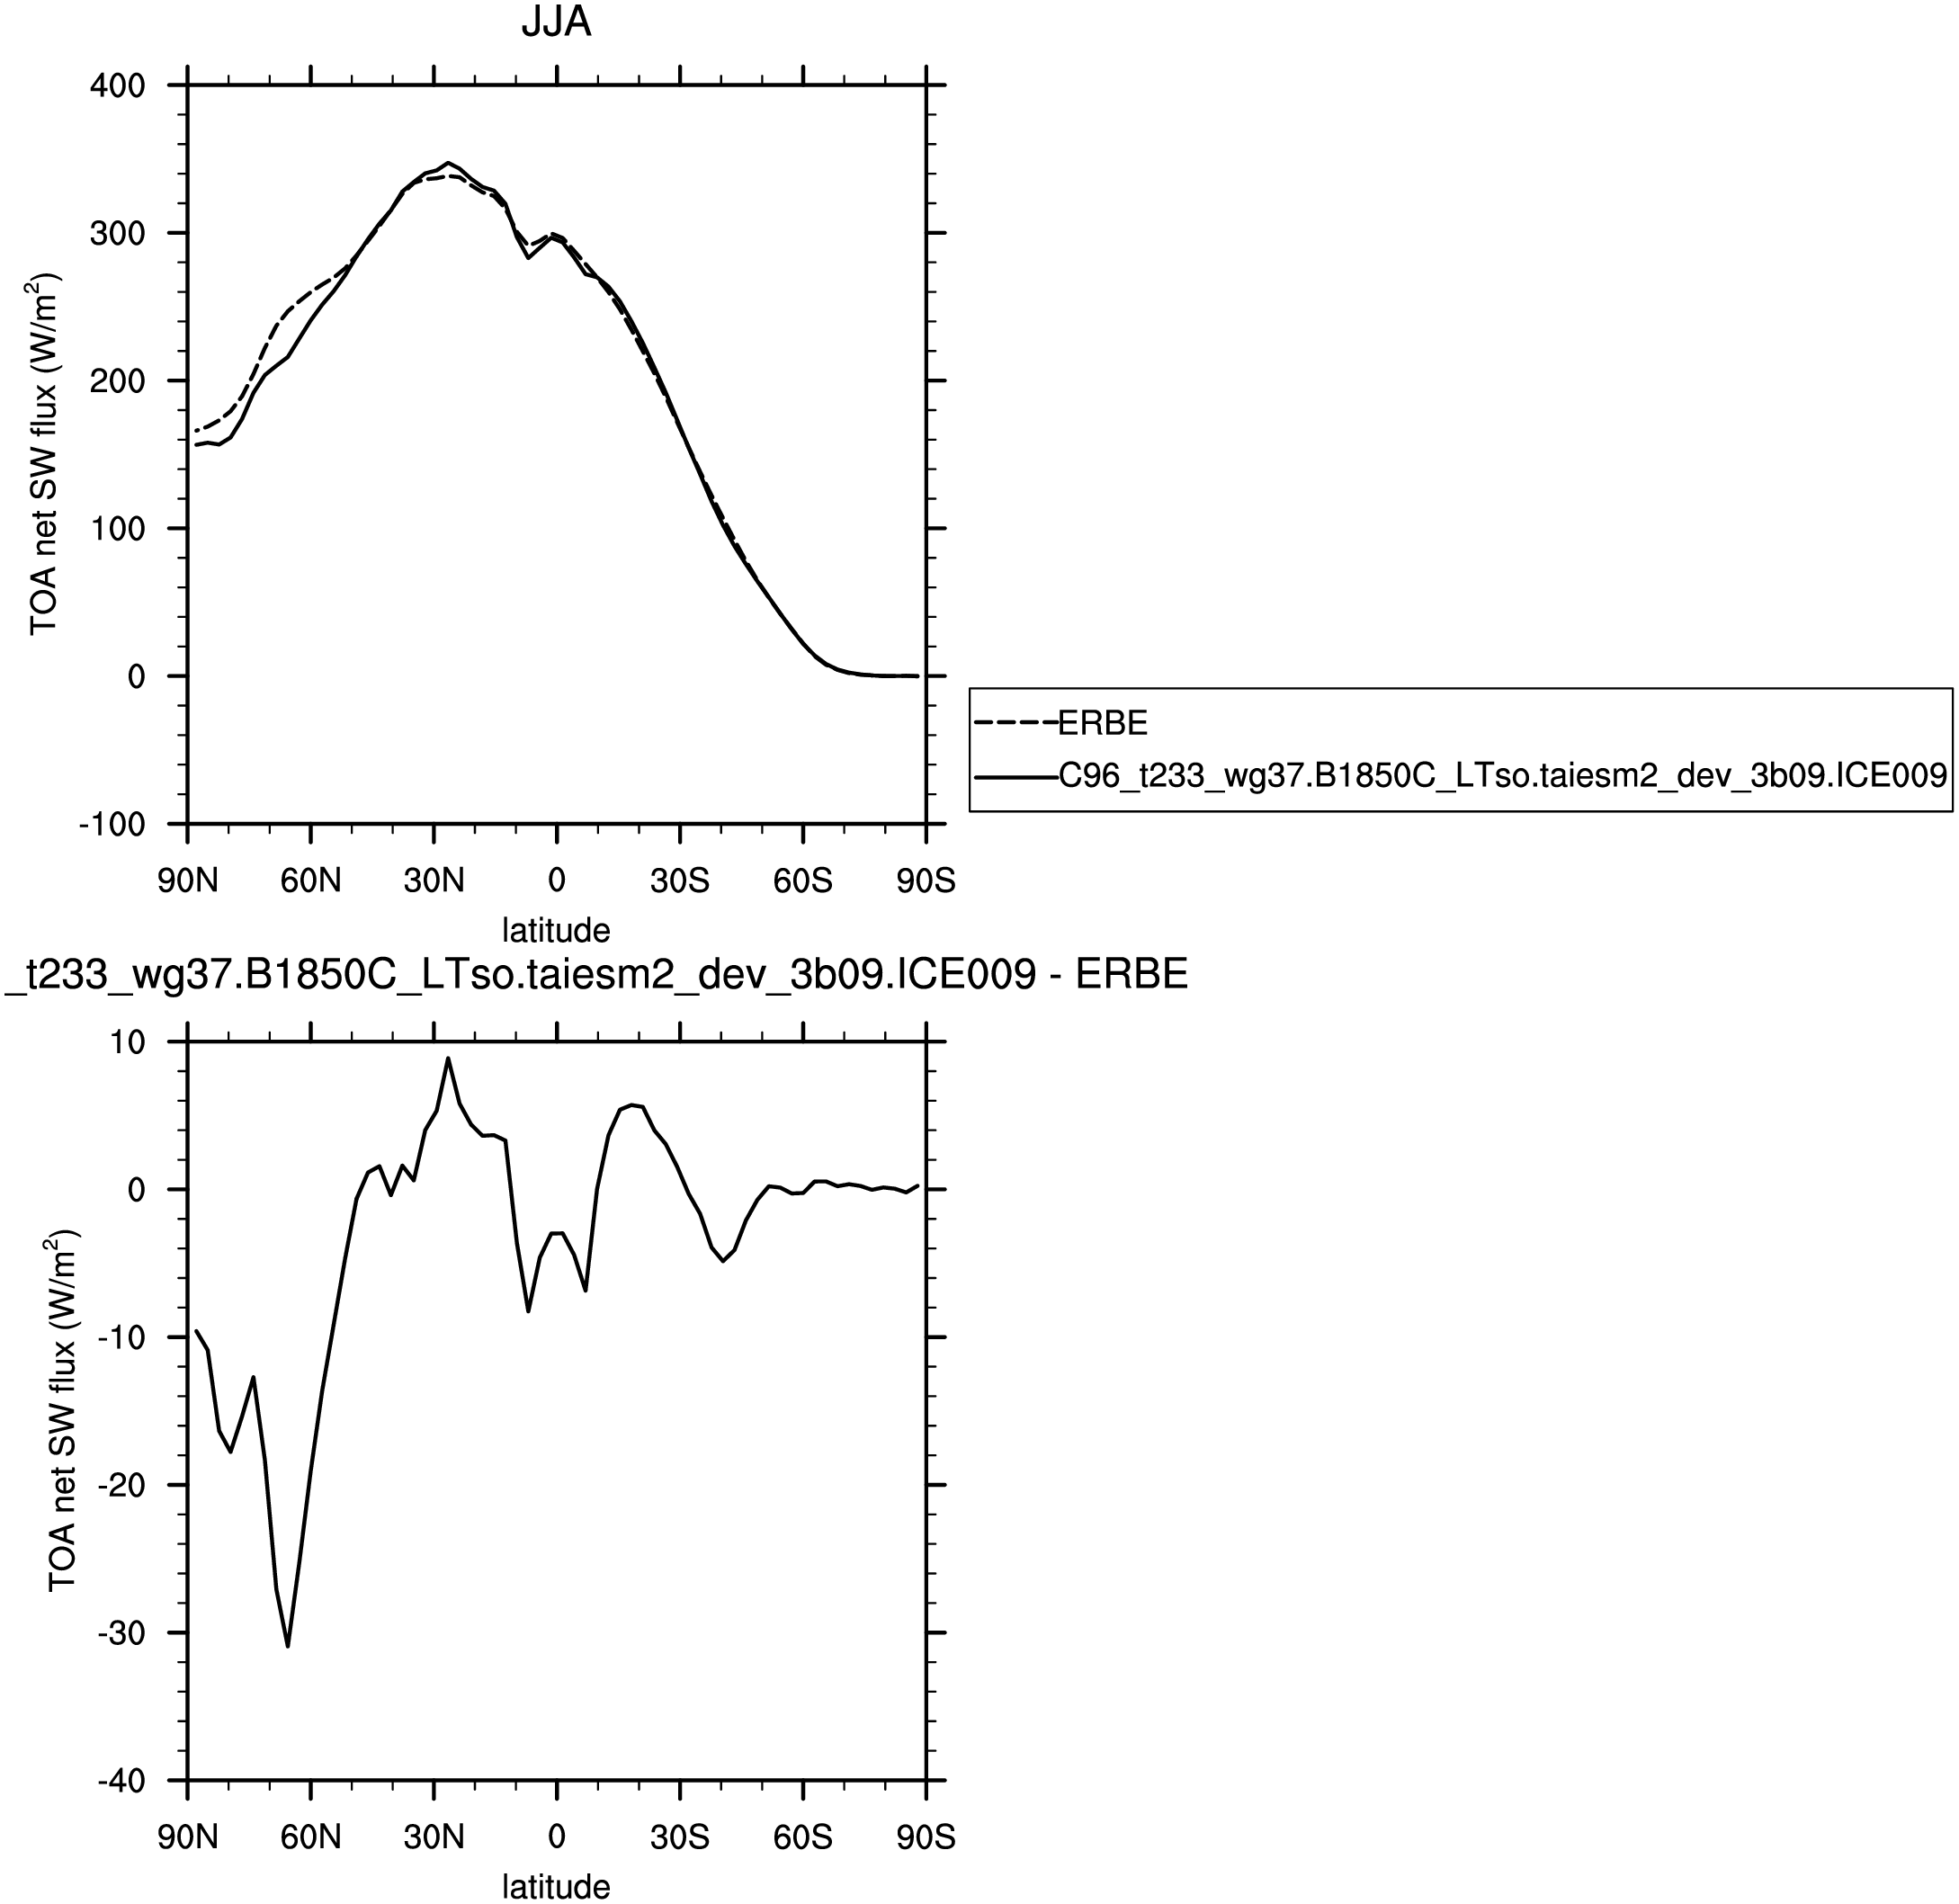 JJA
400
300
200
100
0
-100
TOA net SW flux (W/m²)
90N 60N 30N 0 30S 60S 90S
latitude
ERBE
C96_t233_wg37.B1850C_LTso.taiesm2_dev_3b09.ICE009
_t233_wg37.B1850C_LTso.taiesm2_dev_3b09.ICE009 - ERBE
10
0
-10
-20
-30
-40
TOA net SW flux (W/m²)
90N 60N 30N 0 30S 60S 90S
latitude